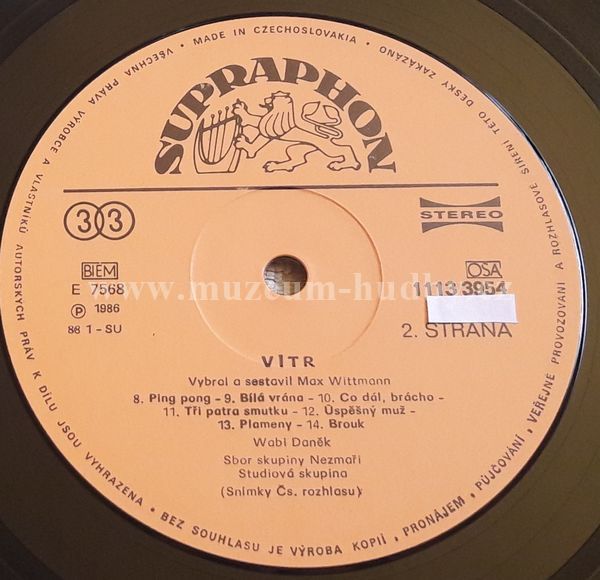 VŠECHNA PRÁVA VÝROBCE A VLASTNÍKŮ AUTORSKÝCH PRÁV K DÍLU JSOU VYHRAZENA • BEZ SOUHLASU JE VÝROBA KOPIÍ, PRONÁJEM, PŮJČOVÁNÍ, VEŘEJNÉ PROVOZOVÁNÍ A ROZHLASOVÉ ŠÍŘENÍ TÉTO DESKY ZAKÁZÁNO • MADE IN CZECHOSLOVAKIA •
SUPRAPHON
33
STEREO
BIEM
OSA
E 7568
1113 3954
www.muzeum-hudby.cz
Ⓟ 1986
86 1-SU
2. STRANA
VÍTR
Vybral a sestavil Max Wittmann
8. Ping pong - 9. Bílá vrána - 10. Co dál, brácho -
11. Tři patra smutku - 12. Úspěšný muž -
13. Plameny - 14. Brouk
Wabi Daněk
Sbor skupiny Nezmaři
Studiová skupina
(Snímky Čs. rozhlasu)